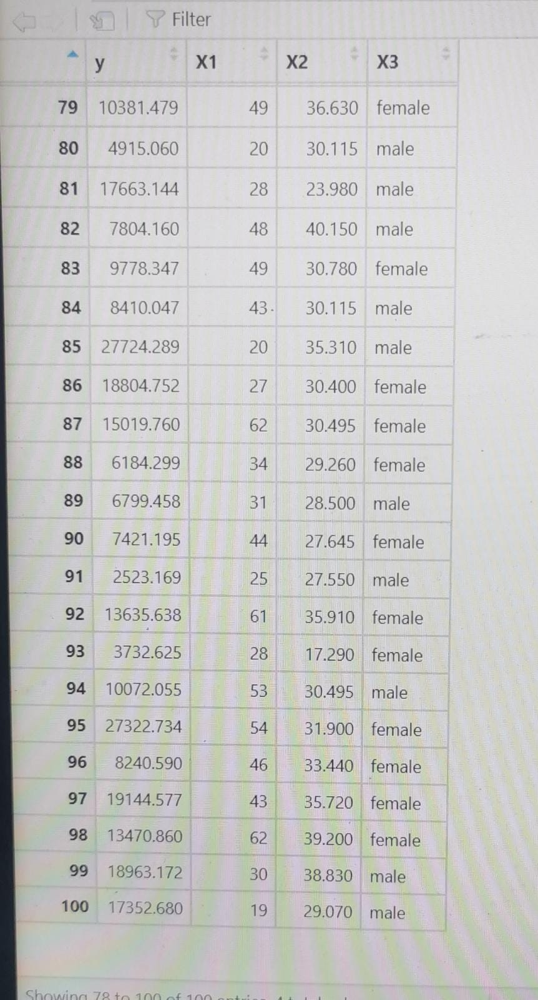 Filter
y X1 X2 X3
79 10381.479 49 36.630 female
80 4915.060 20 30.115 male
81 17663.144 28 23.980 male
82 7804.160 48 40.150 male
83 9778.347 49 30.780 female
84 8410.047 43 30.115 male
85 27724.289 20 35.310 male
86 18804.752 27 30.400 female
87 15019.760 62 30.495 female
88 6184.299 34 29.260 female
89 6799.458 31 28.500 male
90 7421.195 44 27.645 female
91 2523.169 25 27.550 male
92 13635.638 61 35.910 female
93 3732.625 28 17.290 female
94 10072.055 53 30.495 male
95 27322.734 54 31.900 female
96 8240.590 46 33.440 female
97 19144.577 43 35.720 female
98 13470.860 62 39.200 female
99 18963.172 30 38.830 male
100 17352.680 19 29.070 male
Showing 78 to 100 of 100 entries, 4 total